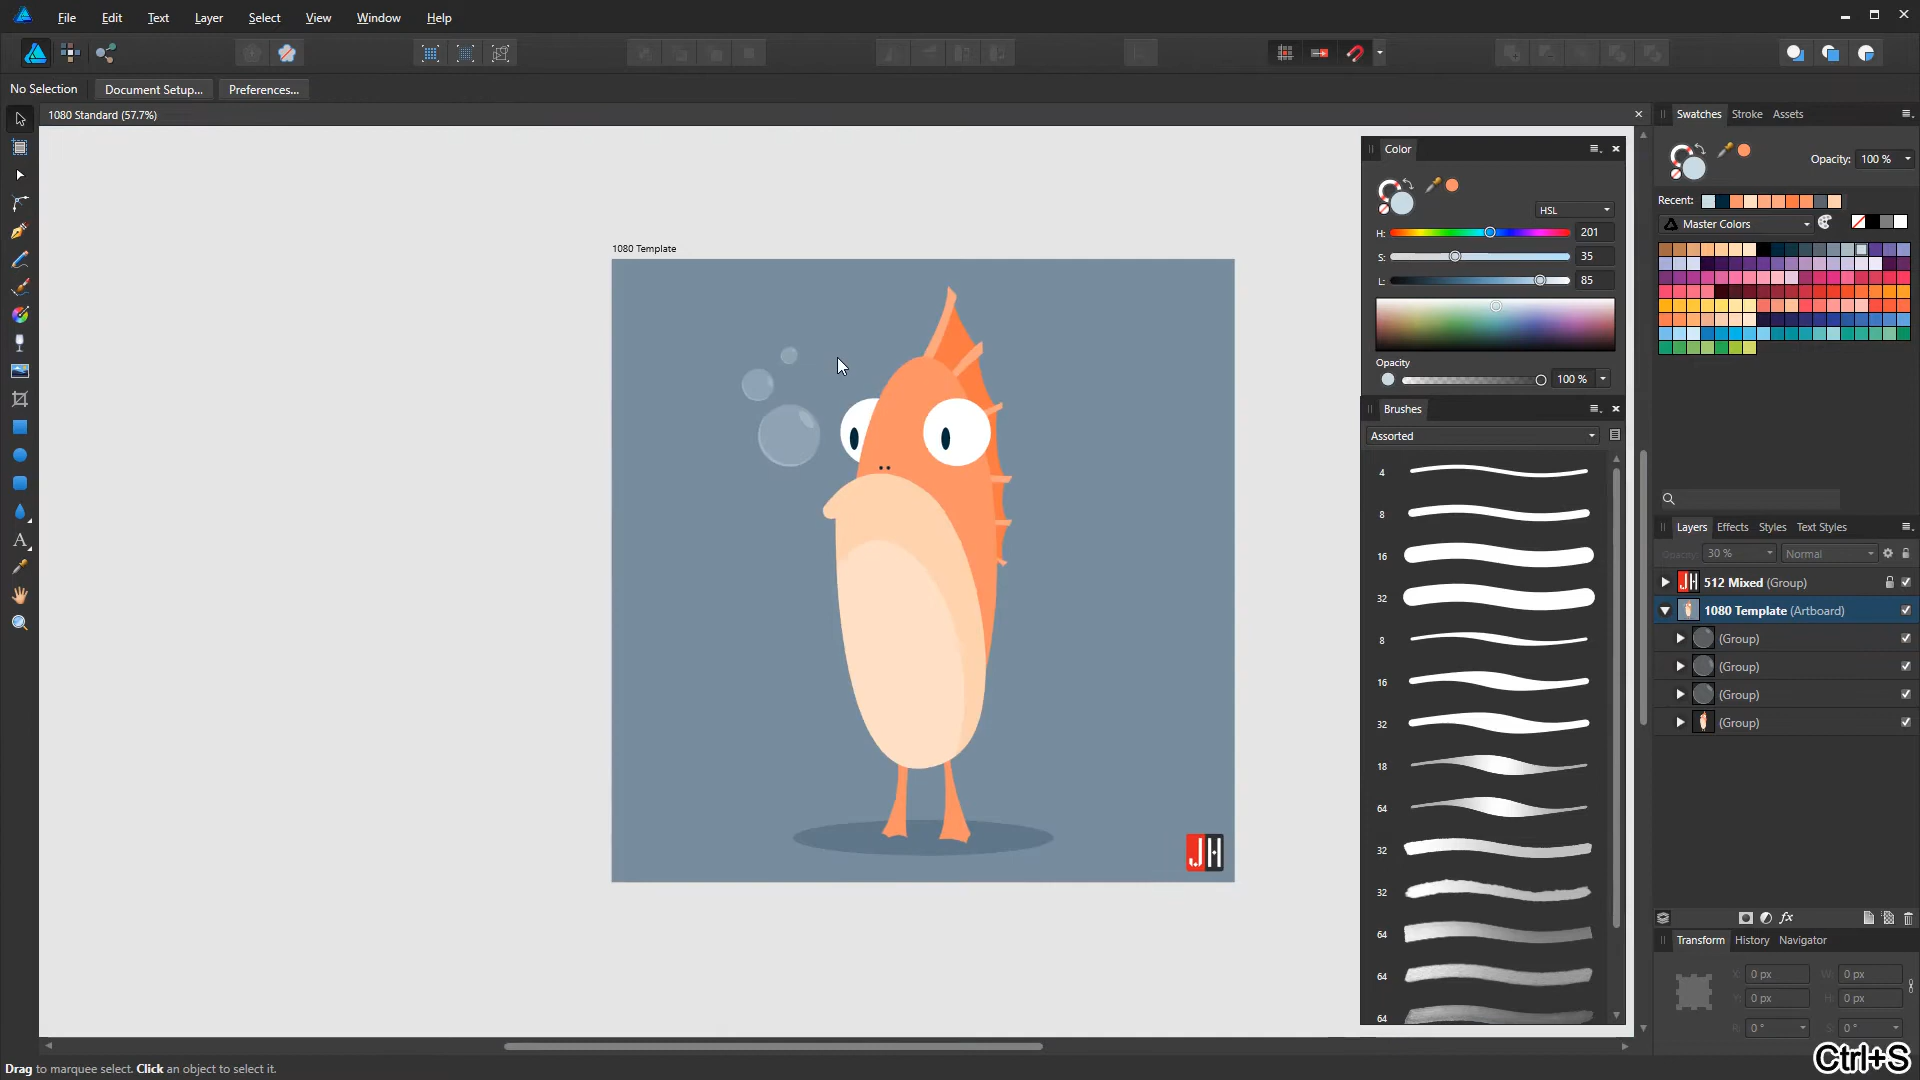 File Edit Text Layer Select View Window Help
No Selection Document Setup... Preferences...
1080 Standard (57.7%)
Swatches Stroke Assets
Color
Opacity: 100 %
HSL
Recent:
Master Colors
H: 201
S: 35
L: 85
Opacity
100 %
1080 Template
Brushes
Assorted
4
8
16
32
8
16
32
18
64
32
32
64
64
64
Layers Effects Styles Text Styles
Opacity: 30 % Normal
JH 512 Mixed (Group)
1080 Template (Artboard)
(Group)
(Group)
(Group)
(Group)
fx
Transform History Navigator
X: 0 px W: 0 px
Y: 0 px H: 0 px
R: 0 ° S: 0 °
JH
Drag to marquee select. Click an object to select it.
Ctrl+S